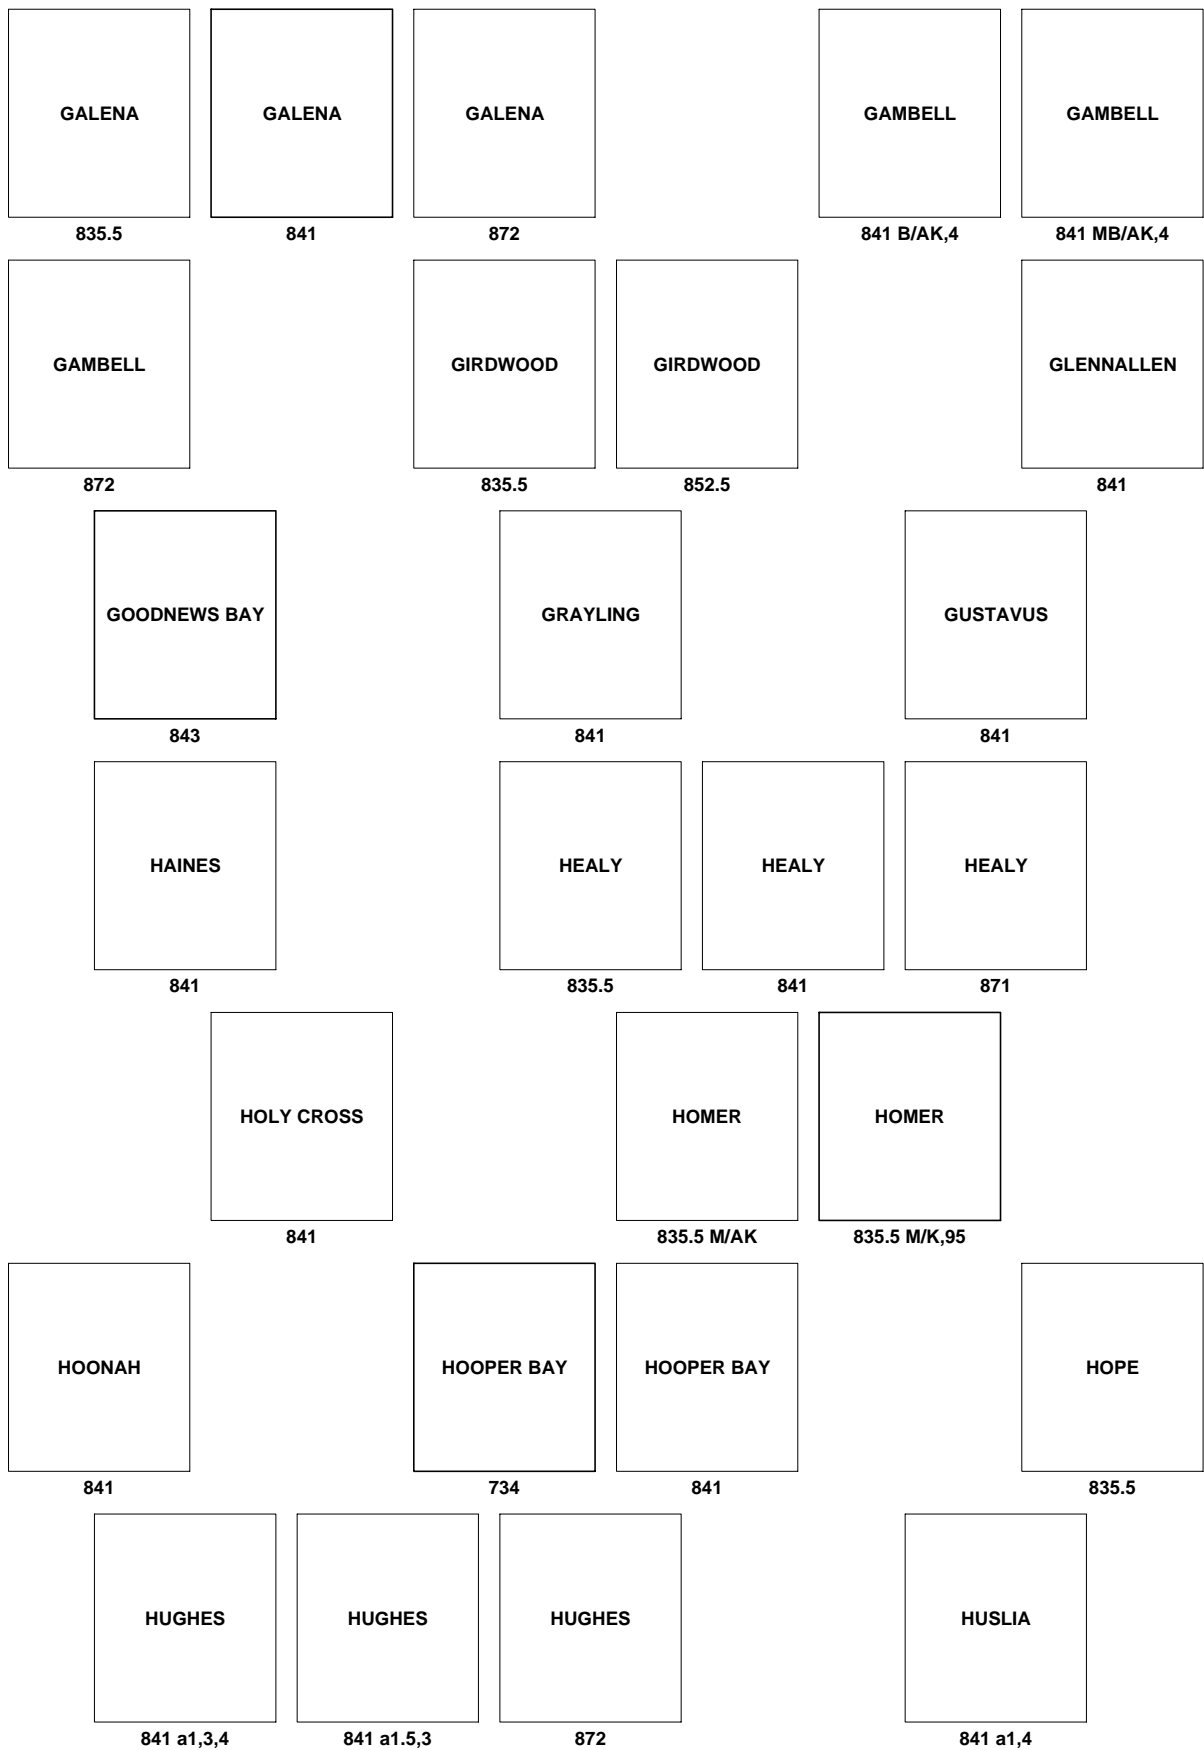 GALENA GALENA GALENA GAMBELL GAMBELL
835.5 841 872 841 B/AK,4 841 MB/AK,4
GAMBELL GIRDWOOD GIRDWOOD GLENNALLEN
872 835.5 852.5 841
GOODNEWS BAY GRAYLING GUSTAVUS
843 841 841
HAINES HEALY HEALY HEALY
841 835.5 841 871
HOLY CROSS HOMER HOMER
841 835.5 M/AK 835.5 M/K,95
HOONAH HOOPER BAY HOOPER BAY HOPE
841 734 841 835.5
HUGHES HUGHES HUGHES HUSLIA
841 a1,3,4 841 a1.5,3 872 841 a1,4